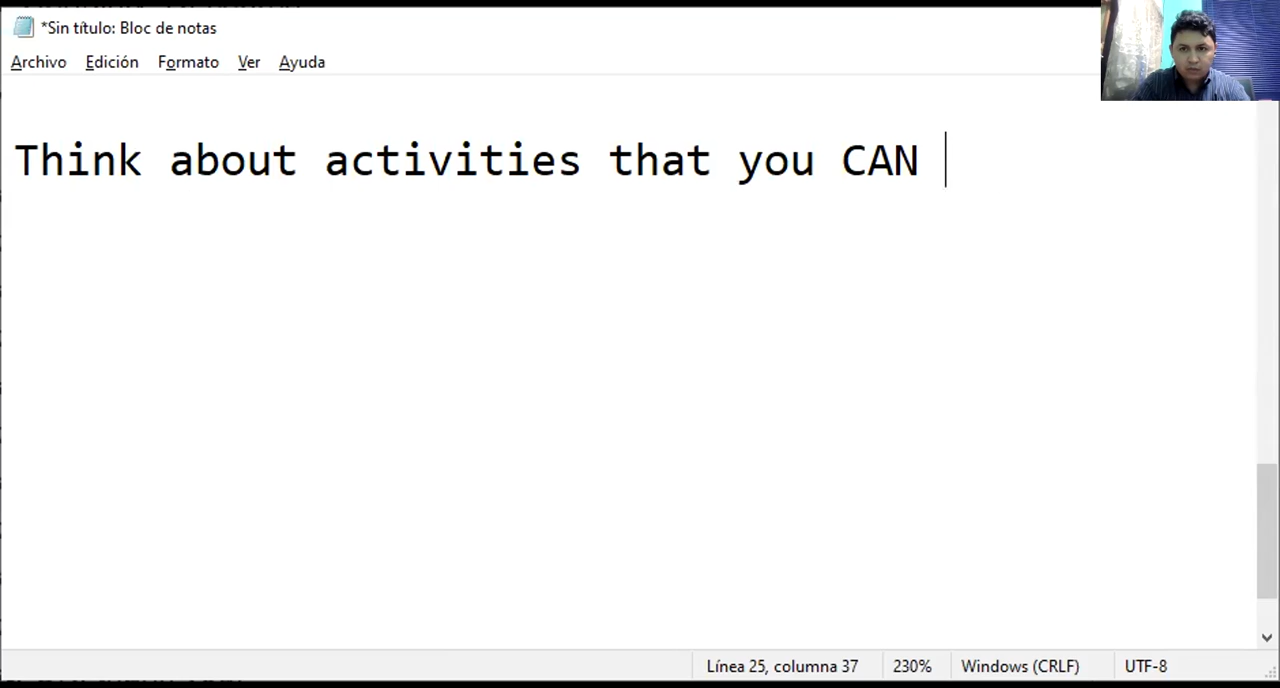 *Sin título: Bloc de notas
Archivo Edición Formato Ver Ayuda
Think about activities that you CAN
Línea 25, columna 37 230% Windows (CRLF) UTF-8